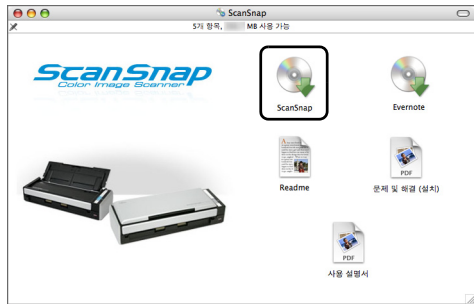 ScanSnap
5개 항목, MB 사용 가능
ScanSnap
Color Image Scanner
ScanSnap
Evernote
Readme
PDF
문제 및 해결 (설치)
PDF
사용 설명서